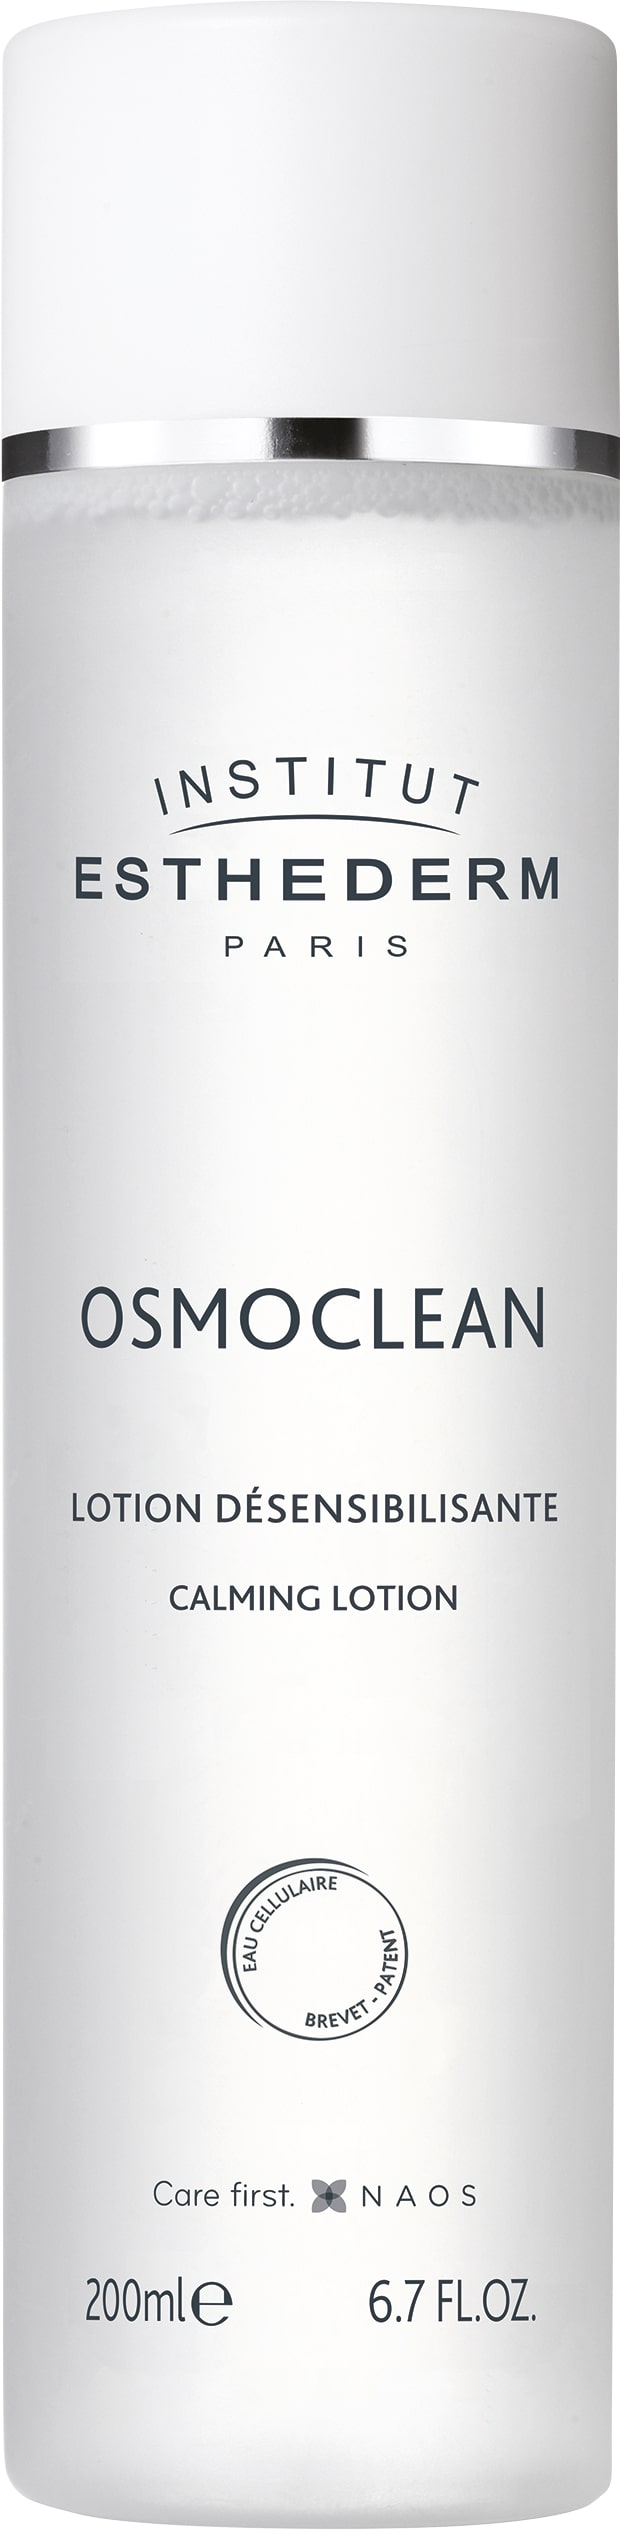 INSTITUT
ESTHEDERM
PARIS
OSMOCLEAN
LOTION DÉSENSIBILISANTE
CALMING LOTION
EAU CELLULAIRE
BREVET - PATENT
Care first. NAOS
200ml℮ 6.7 FL.OZ.